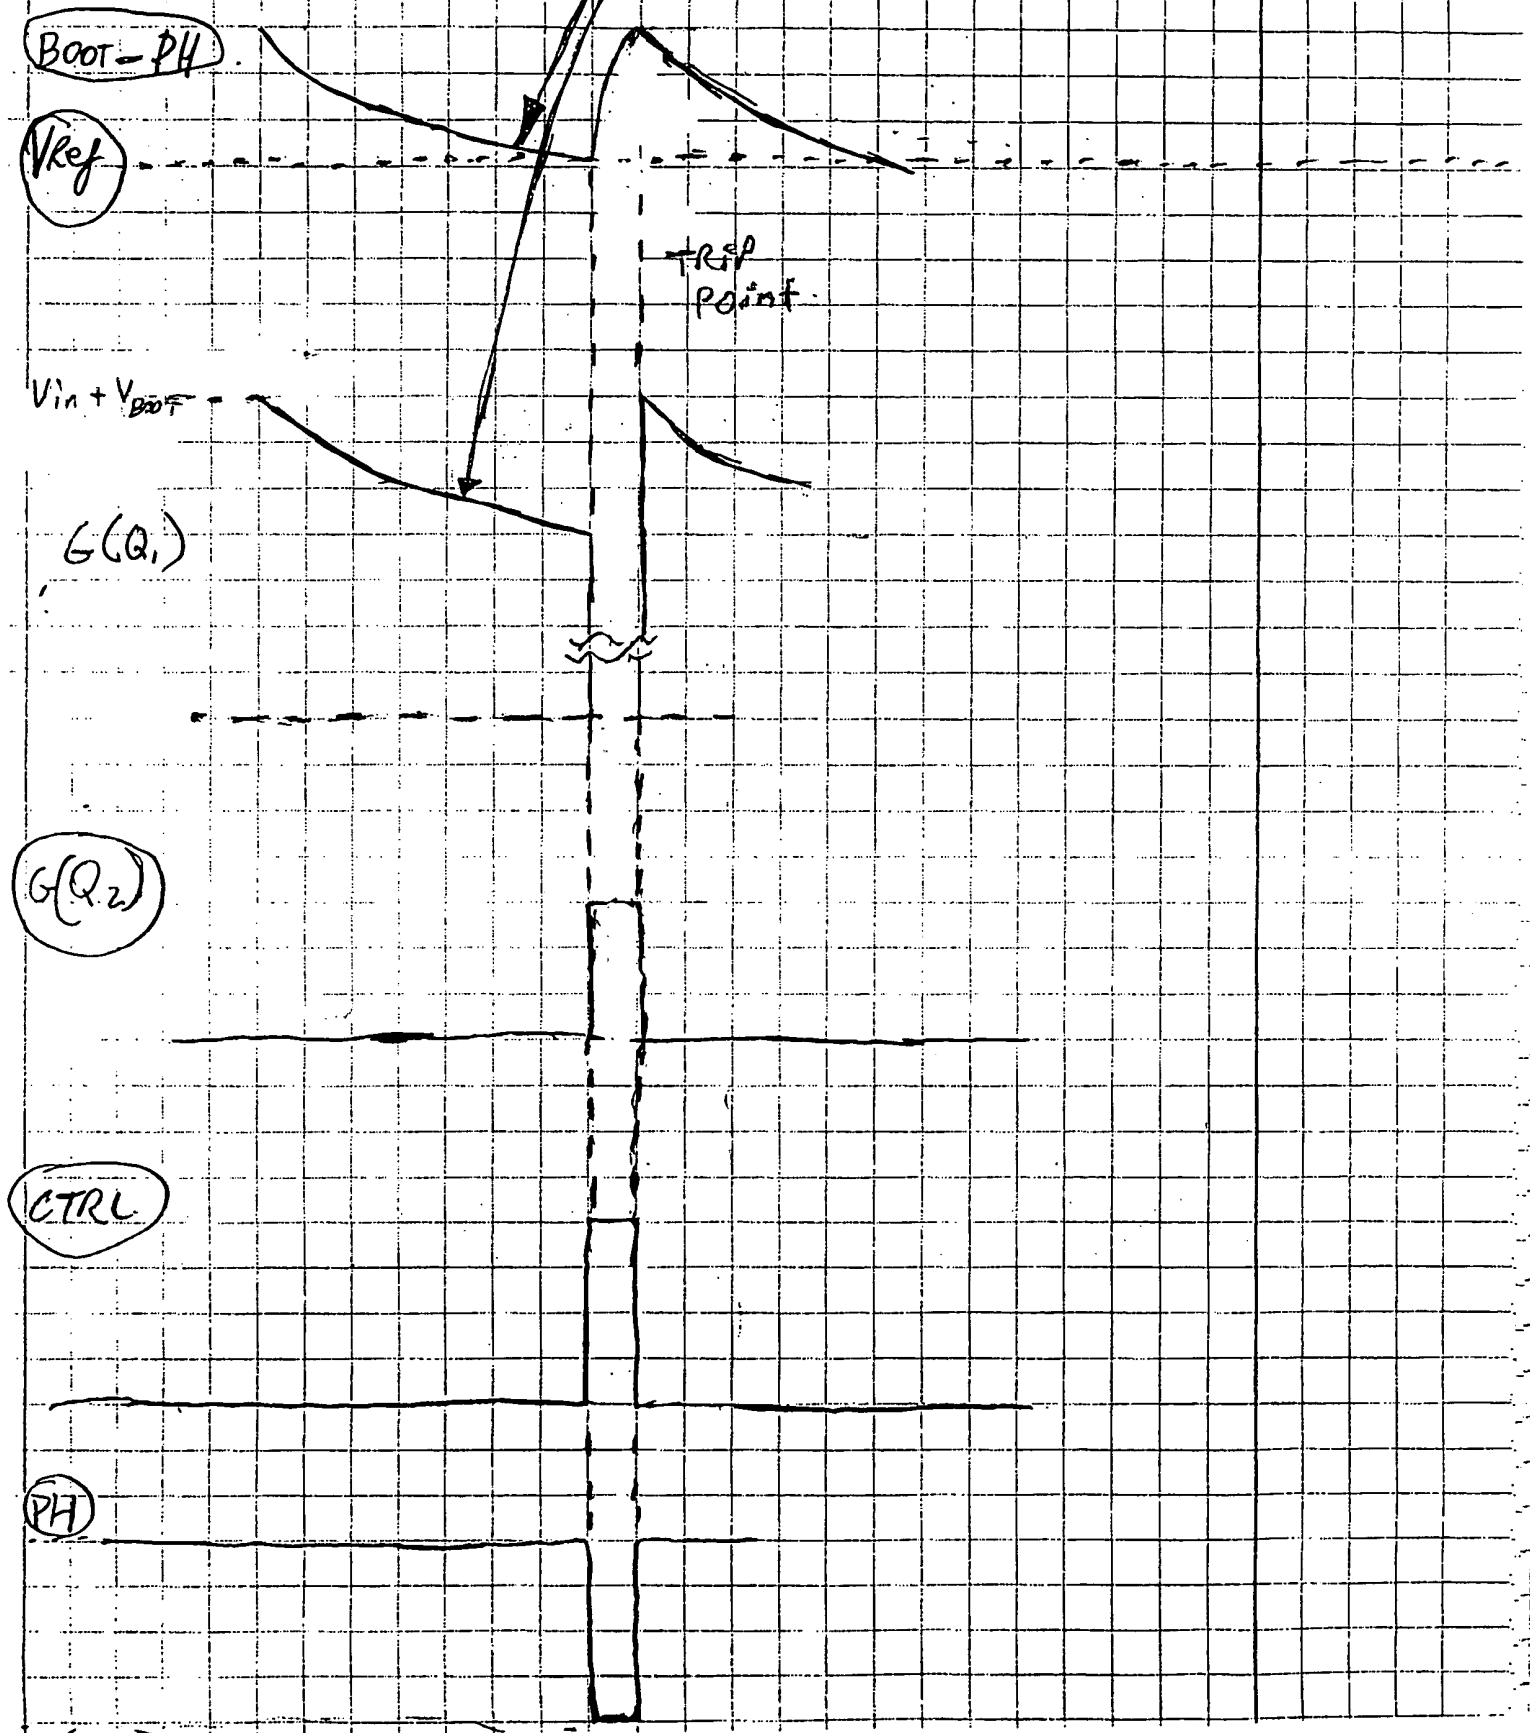 BOOT-PH
VRef
TRiP
Point
Vin + VBOOT
G(Q1)
G(Q2)
CTRL
PH